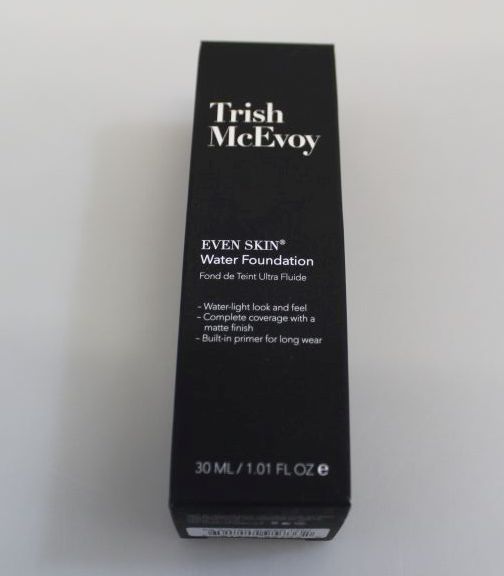 Trish
McEvoy
EVEN SKIN®
Water Foundation
Fond de Teint Ultra Fluide
– Water-light look and feel
– Complete coverage with a
matte finish
– Built-in primer for long wear
30 ML / 1.01 FL OZ ℮